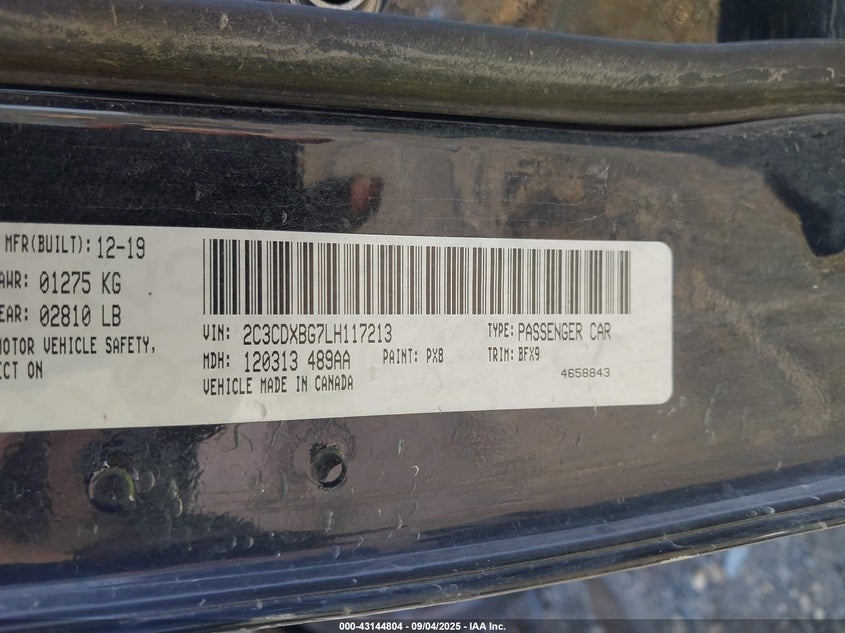 MFR(BUILT): 12-19
AWR: 01275 KG
EAR: 02810 LB
MOTOR VEHICLE SAFETY,
ECT ON
VIN: 2C3CDXBG7LH117213 TYPE: PASSENGER CAR
MDH: 120313 489AA PAINT: PX8 TRIM: BFX9
VEHICLE MADE IN CANADA 4658843
000-43144804 - 09/04/2025 - IAA Inc.